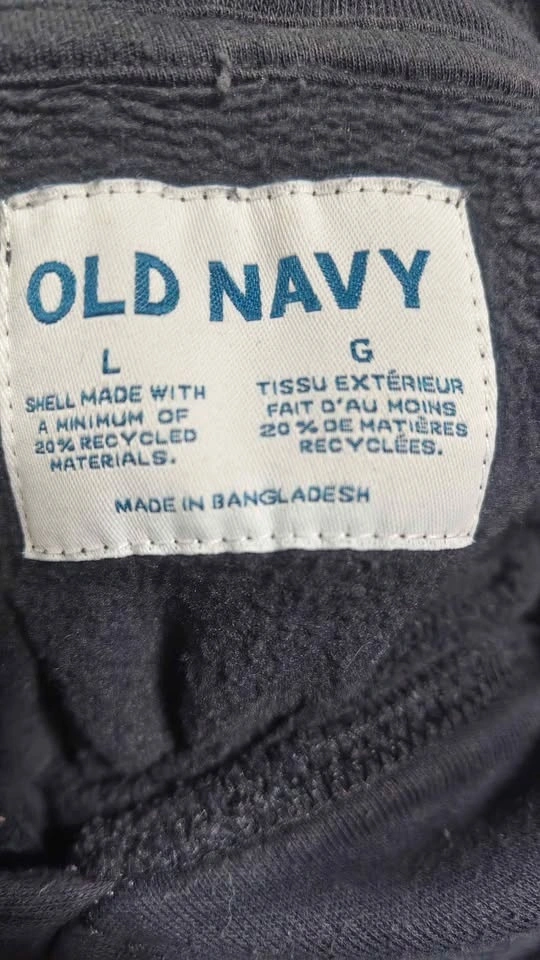 OLD NAVY
L
SHELL MADE WITH
A MINIMUM OF
20% RECYCLED
MATERIALS.
G
TISSU EXTÉRIEUR
FAIT D'AU MOINS
20% DE MATIÈRES
RECYCLÉES.
MADE IN BANGLADESH